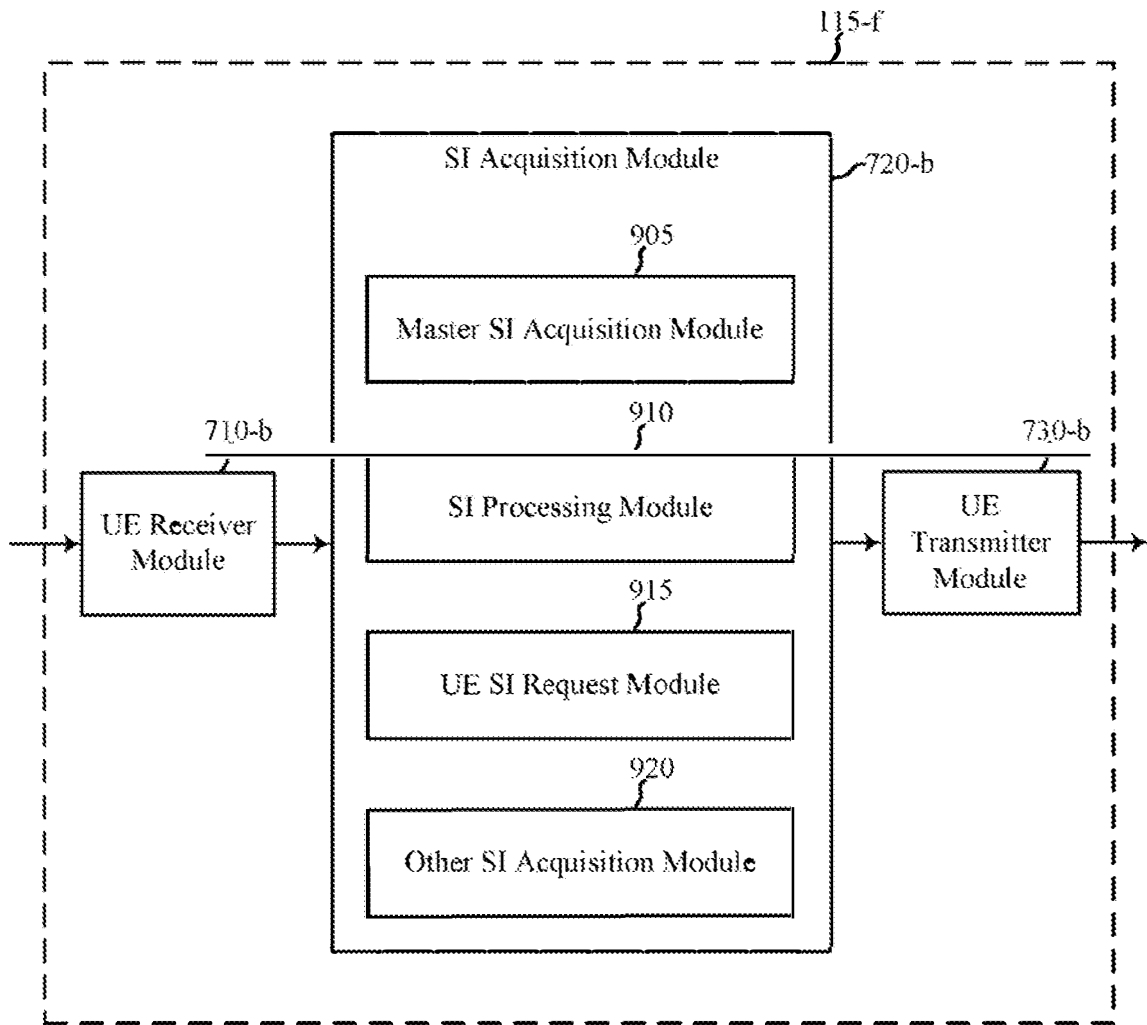 115-f
SI Acquisition Module
720-b
905
Master SI Acquisition Module
910
710-b
730-b
UE Receiver
Module
SI Processing Module
UE
Transmitter
Module
915
UE SI Request Module
920
Other SI Acquisition Module